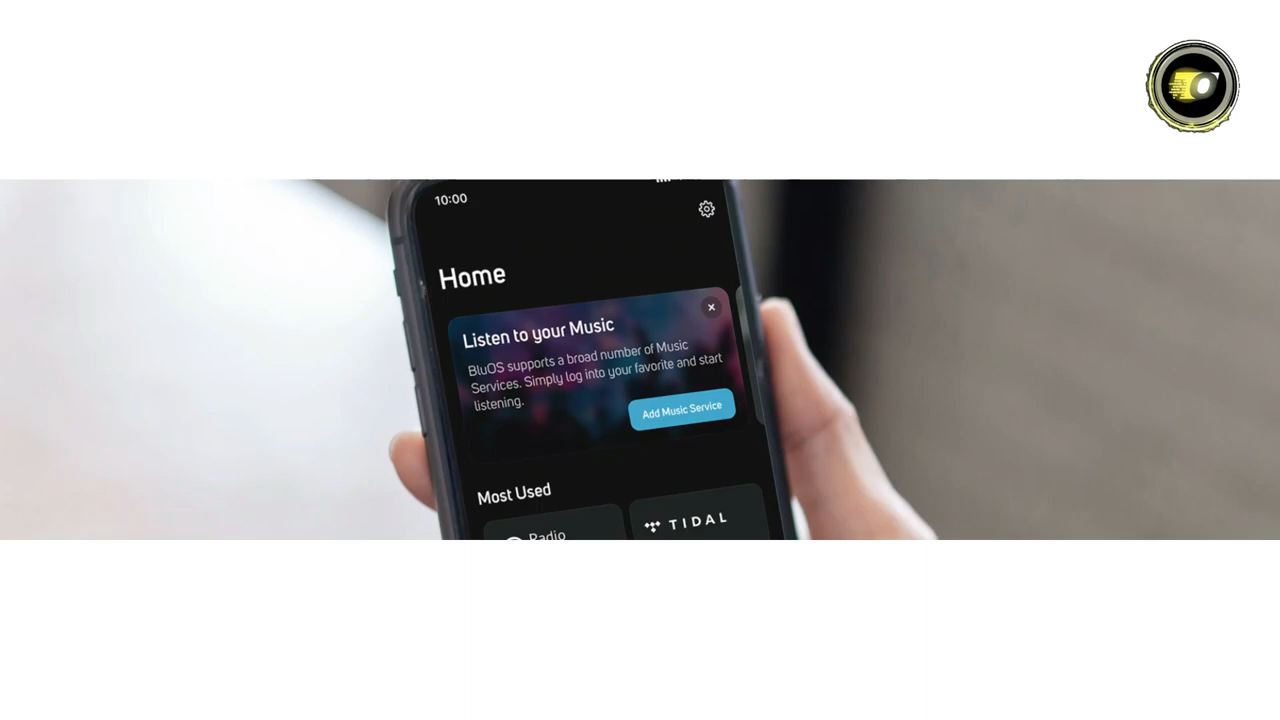 10:00
Home
Listen to your Music
BluOS supports a broad number of Music
Services. Simply log into your favorite and start
listening.
Add Music Service
Most Used
Radio
TIDAL